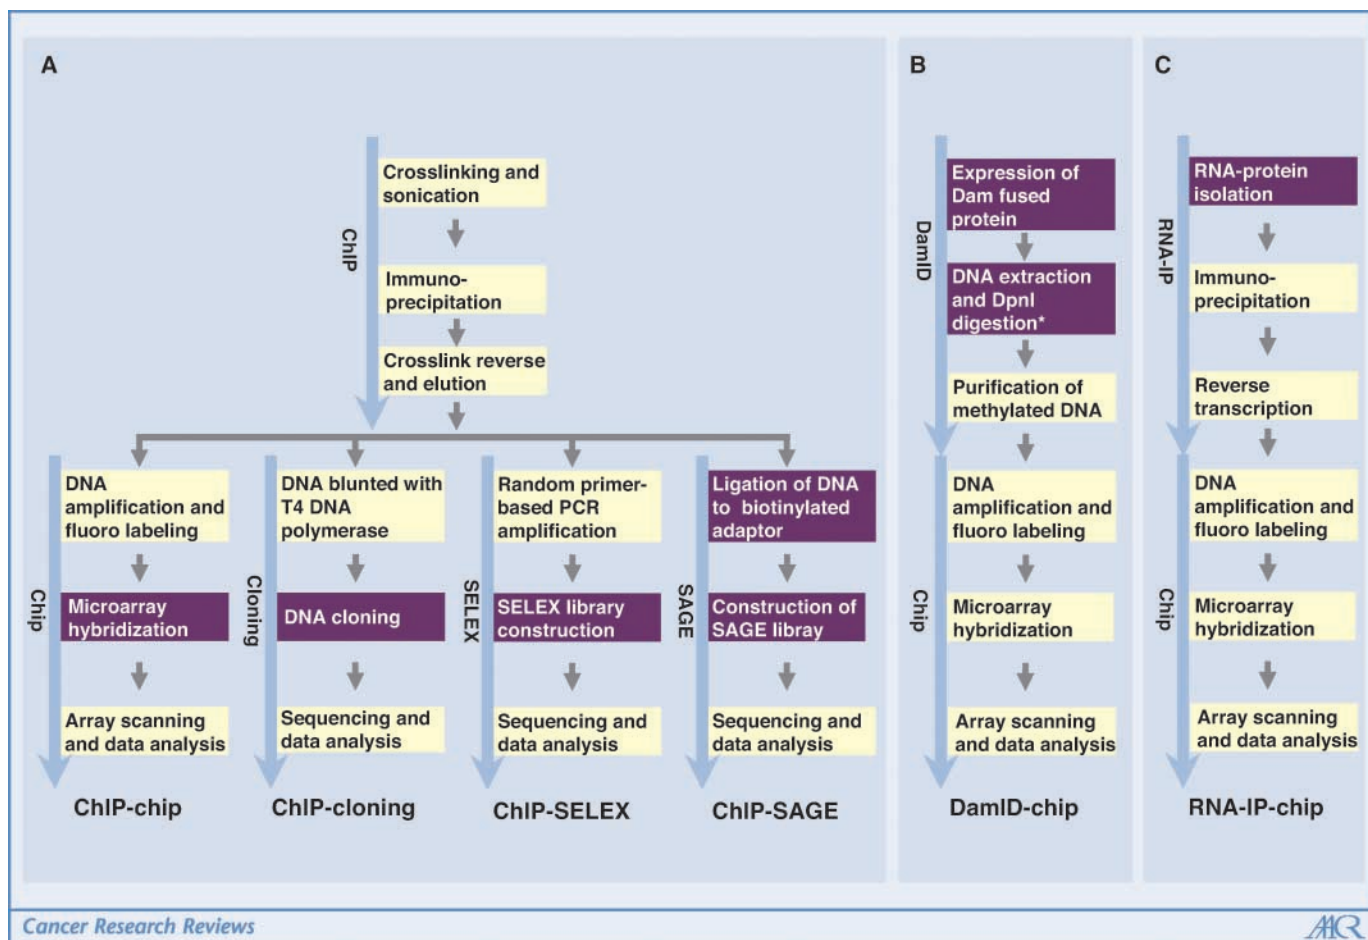 A
Crosslinking and
sonication
ChIP
Immuno-
precipitation
Crosslink reverse
and elution
DNA
amplification and
fluoro labeling
Chip
Microarray
hybridization
Array scanning
and data analysis
ChIP-chip
DNA blunted with
T4 DNA
polymerase
Cloning
DNA cloning
Sequencing and
data analysis
ChIP-cloning
Random primer-
based PCR
amplification
SELEX
SELEX library
construction
Sequencing and
data analysis
ChIP-SELEX
Ligation of DNA
to biotinylated
adaptor
SAGE
Construction of
SAGE libray
Sequencing and
data analysis
ChIP-SAGE
B
Expression of
Dam fused
protein
DamID
DNA extraction
and DpnI
digestion*
Purification of
methylated DNA
DNA
amplification and
fluoro labeling
Chip
Microarray
hybridization
Array scanning
and data analysis
DamID-chip
C
RNA-protein
isolation
RNA-IP
Immuno-
precipitation
Reverse
transcription
DNA
amplification and
fluoro labeling
Chip
Microarray
hybridization
Array scanning
and data analysis
RNA-IP-chip
Cancer Research Reviews
AACR